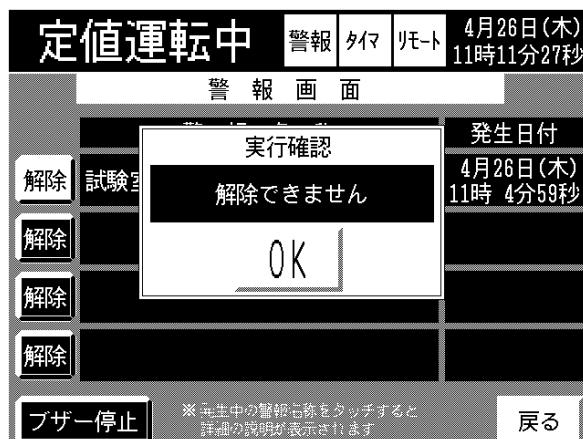 定値運転中
警報
タイマ
リモート
4月26日(木)
11時11分27秒
警報画面
発生日付
実行確認
解除できません
OK
解除
試験室
4月26日(木)
11時 4分59秒
解除
解除
解除
ブザー停止
※発生中の警報名称をタッチすると
詳細の説明が表示されます
戻る